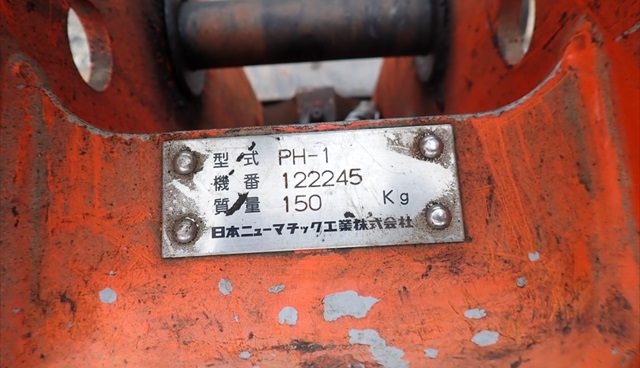 型式 PH-1
機番 122245
質量 150 Kg
日本ニューマチック工業株式会社